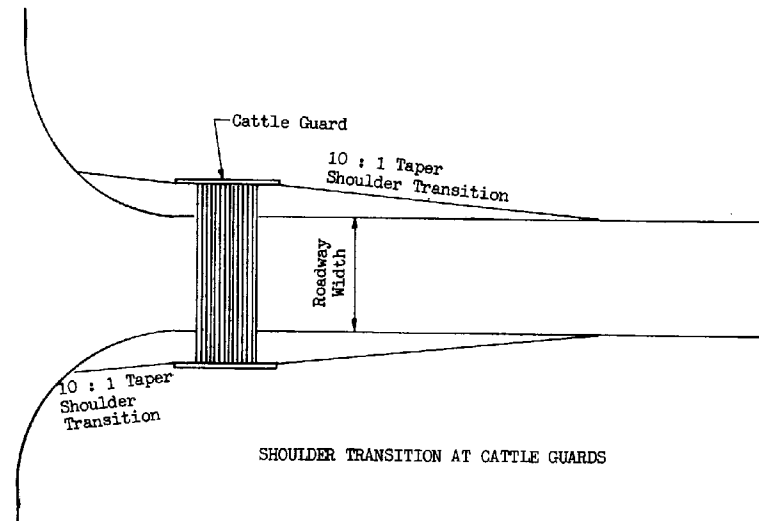 Cattle Guard
10 : 1 Taper
Shoulder Transition
Roadway
Width
10 : 1 Taper
Shoulder
Transition
SHOULDER TRANSITION AT CATTLE GUARDS